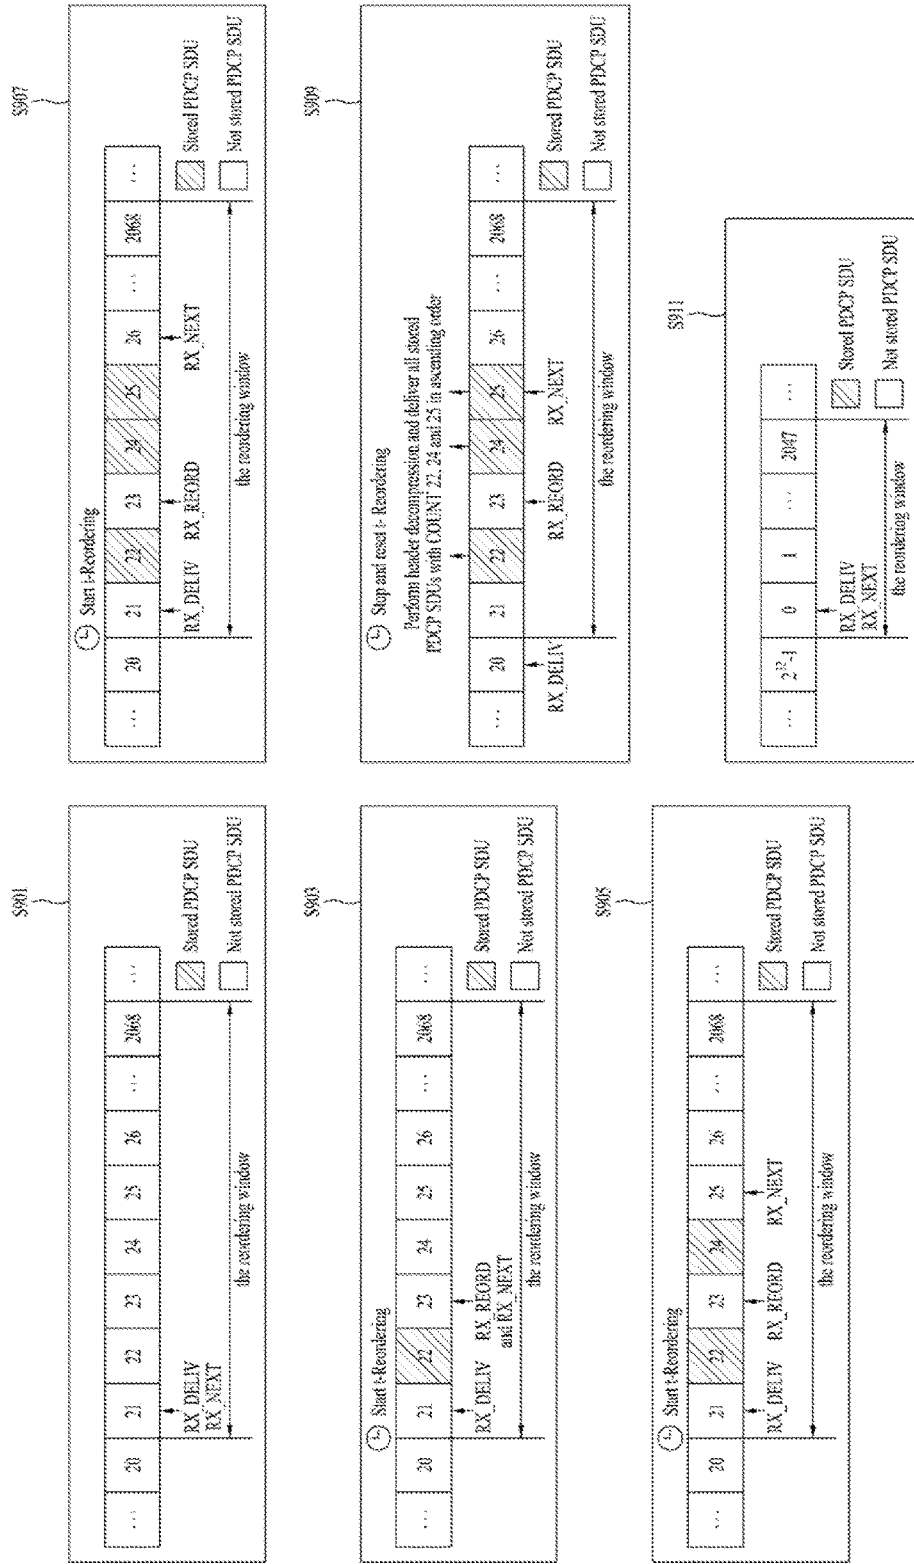 S901
... 20 21 22 23 24 25 26 ... 2068 ...
RX_DELIV
RX_NEXT
the reordering window
Stored PDCP SDU
Not stored PDCP SDU
S903
Start t-Reordering
... 20 21 22 23 24 25 26 ... 2068 ...
RX_DELIV
RX_REORD
and RX_NEXT
the reordering window
Stored PDCP SDU
Not stored PDCP SDU
S905
Start t-Reordering
... 20 21 22 23 24 25 26 ... 2068 ...
RX_DELIV RX_REORD RX_NEXT
the reordering window
Stored PDCP SDU
Not stored PDCP SDU
S907
Start t-Reordering
... 20 21 22 23 24 25 26 ... 2068 ...
RX_DELIV RX_REORD RX_NEXT
the reordering window
Stored PDCP SDU
Not stored PDCP SDU
S909
Stop and reset t- Reordering
Perform header decompression and deliver all stored
PDCP SDUs with COUNT 22, 24 and 25 in ascending order
... 20 21 22 23 24 25 26 ... 2068 ...
RX_DELIV RX_REORD RX_NEXT
the reordering window
Stored PDCP SDU
Not stored PDCP SDU
S911
... 2³²-1 0 1 ... 2047 ...
RX_DELIV
RX_NEXT
the reordering window
Stored PDCP SDU
Not stored PDCP SDU